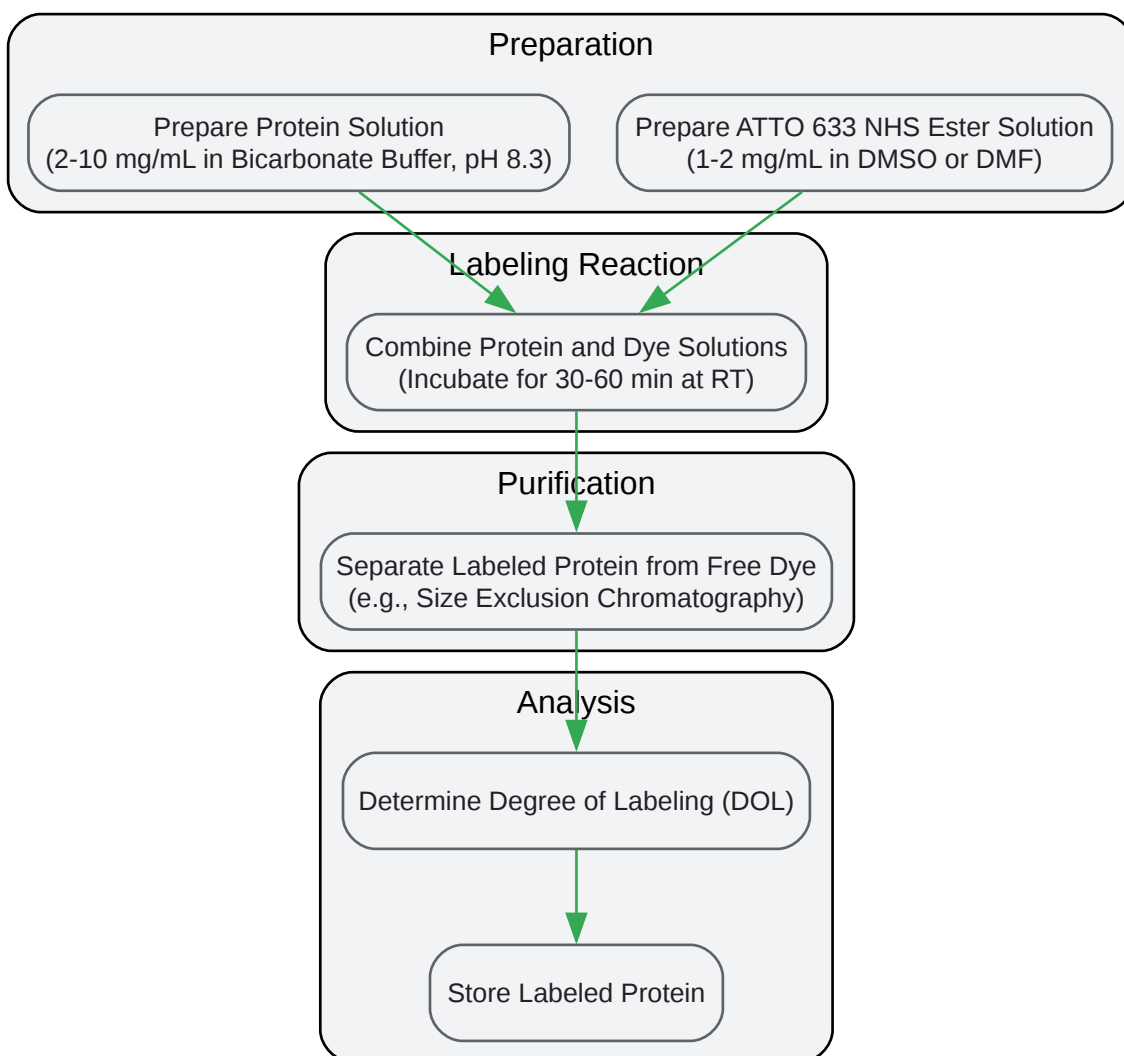 Preparation
Prepare Protein Solution
(2-10 mg/mL in Bicarbonate Buffer, pH 8.3)
Prepare ATTO 633 NHS Ester Solution
(1-2 mg/mL in DMSO or DMF)
Labeling Reaction
Combine Protein and Dye Solutions
(Incubate for 30-60 min at RT)
Purification
Separate Labeled Protein from Free Dye
(e.g., Size Exclusion Chromatography)
Analysis
Determine Degree of Labeling (DOL)
Store Labeled Protein